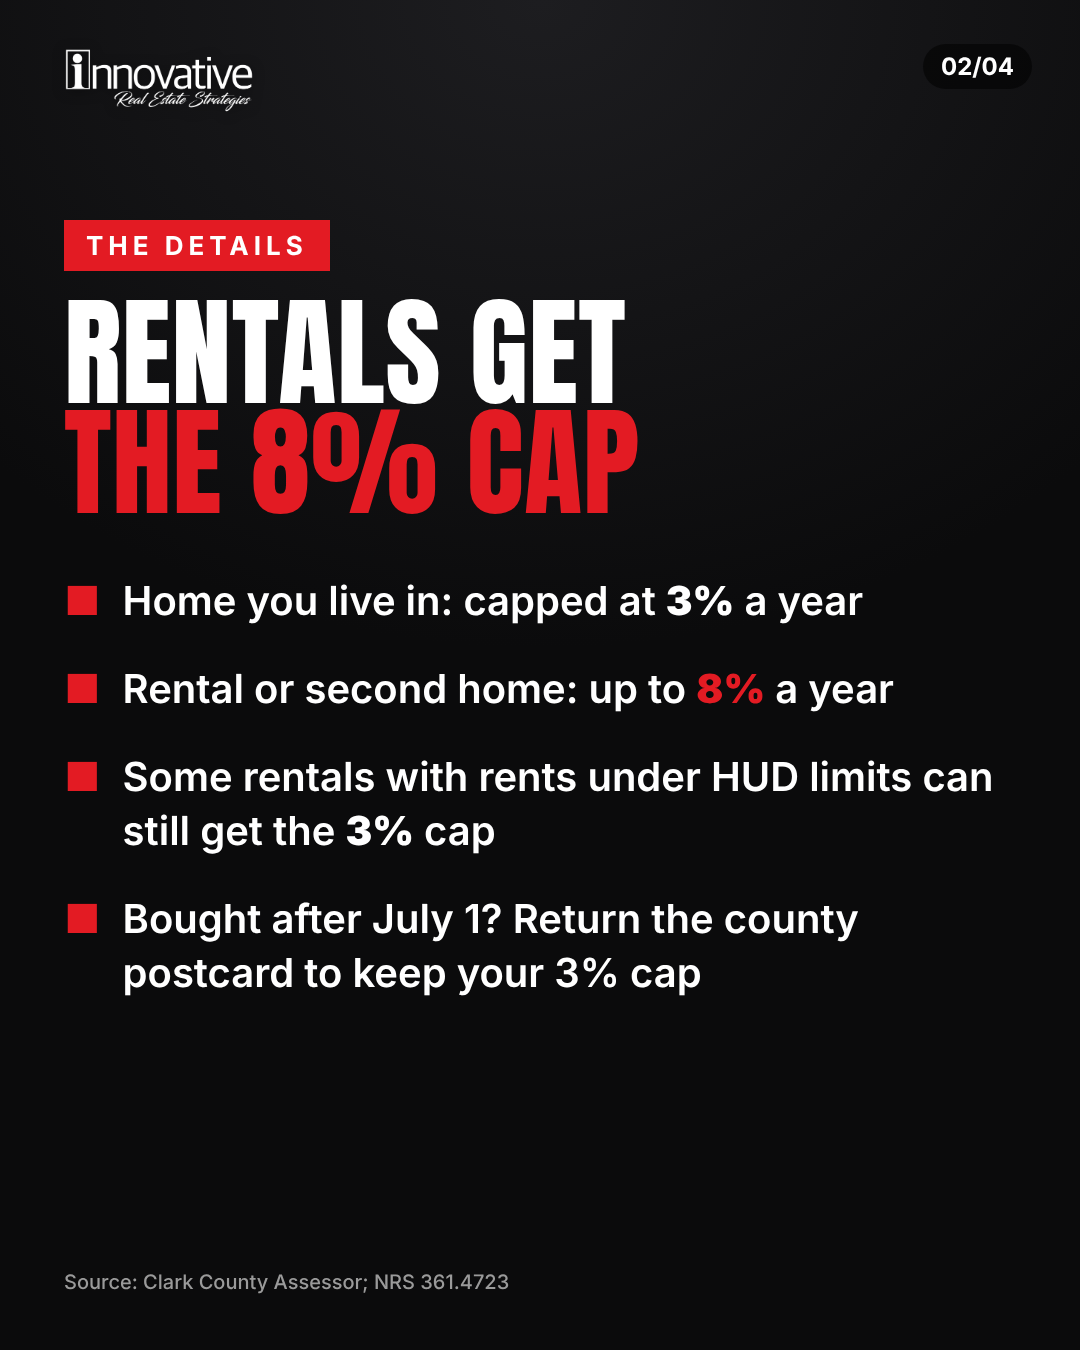 innovative
Real Estate Strategies
02/04
THE DETAILS
RENTALS GET
THE 8% CAP
Home you live in: capped at 3% a year
Rental or second home: up to 8% a year
Some rentals with rents under HUD limits can
still get the 3% cap
Bought after July 1? Return the county
postcard to keep your 3% cap
Source: Clark County Assessor; NRS 361.4723